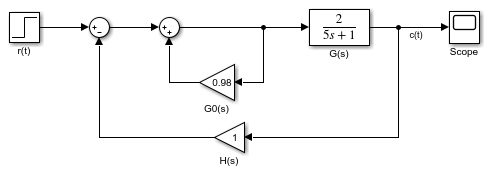 r(t)
+
-
+
+
2
5s + 1
G(s)
c(t)
Scope
0.98
G0(s)
1
H(s)